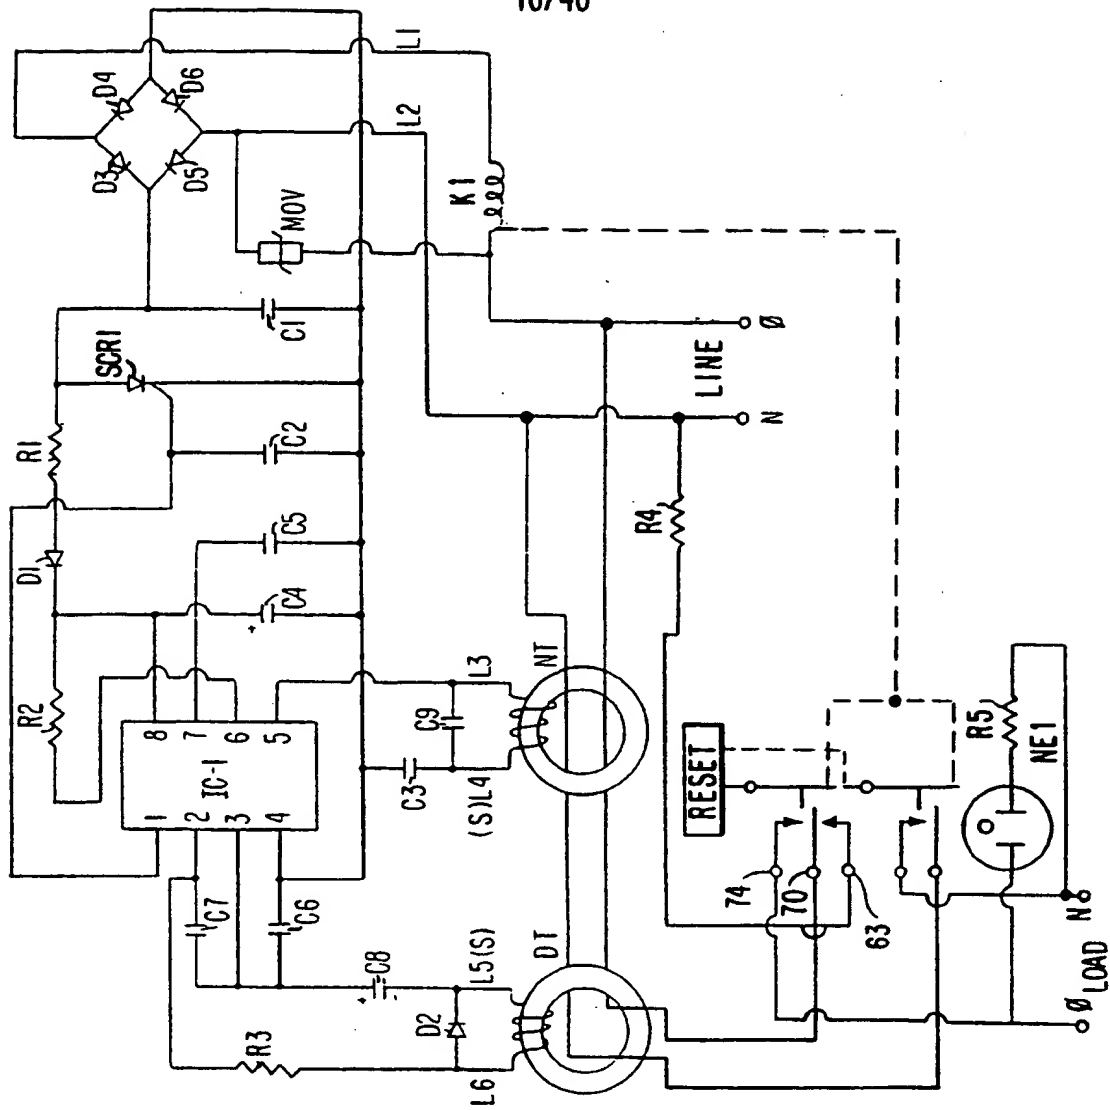 16/40
L1
D4
D6
L2
D3
D5
K1
MOV
C1
Ø
SCR1
LINE
N
R1
C2
R4
D1
C5
C4
+
R2
8
7
6
5
IC-1
1
2
3
4
L3
NT
C9
C3
(S)L4
RESET
R5
NE1
74
70
63
C7
C6
N
LOAD
Ø
DT
L5(S)
+
C8
-
D2
R3
L6